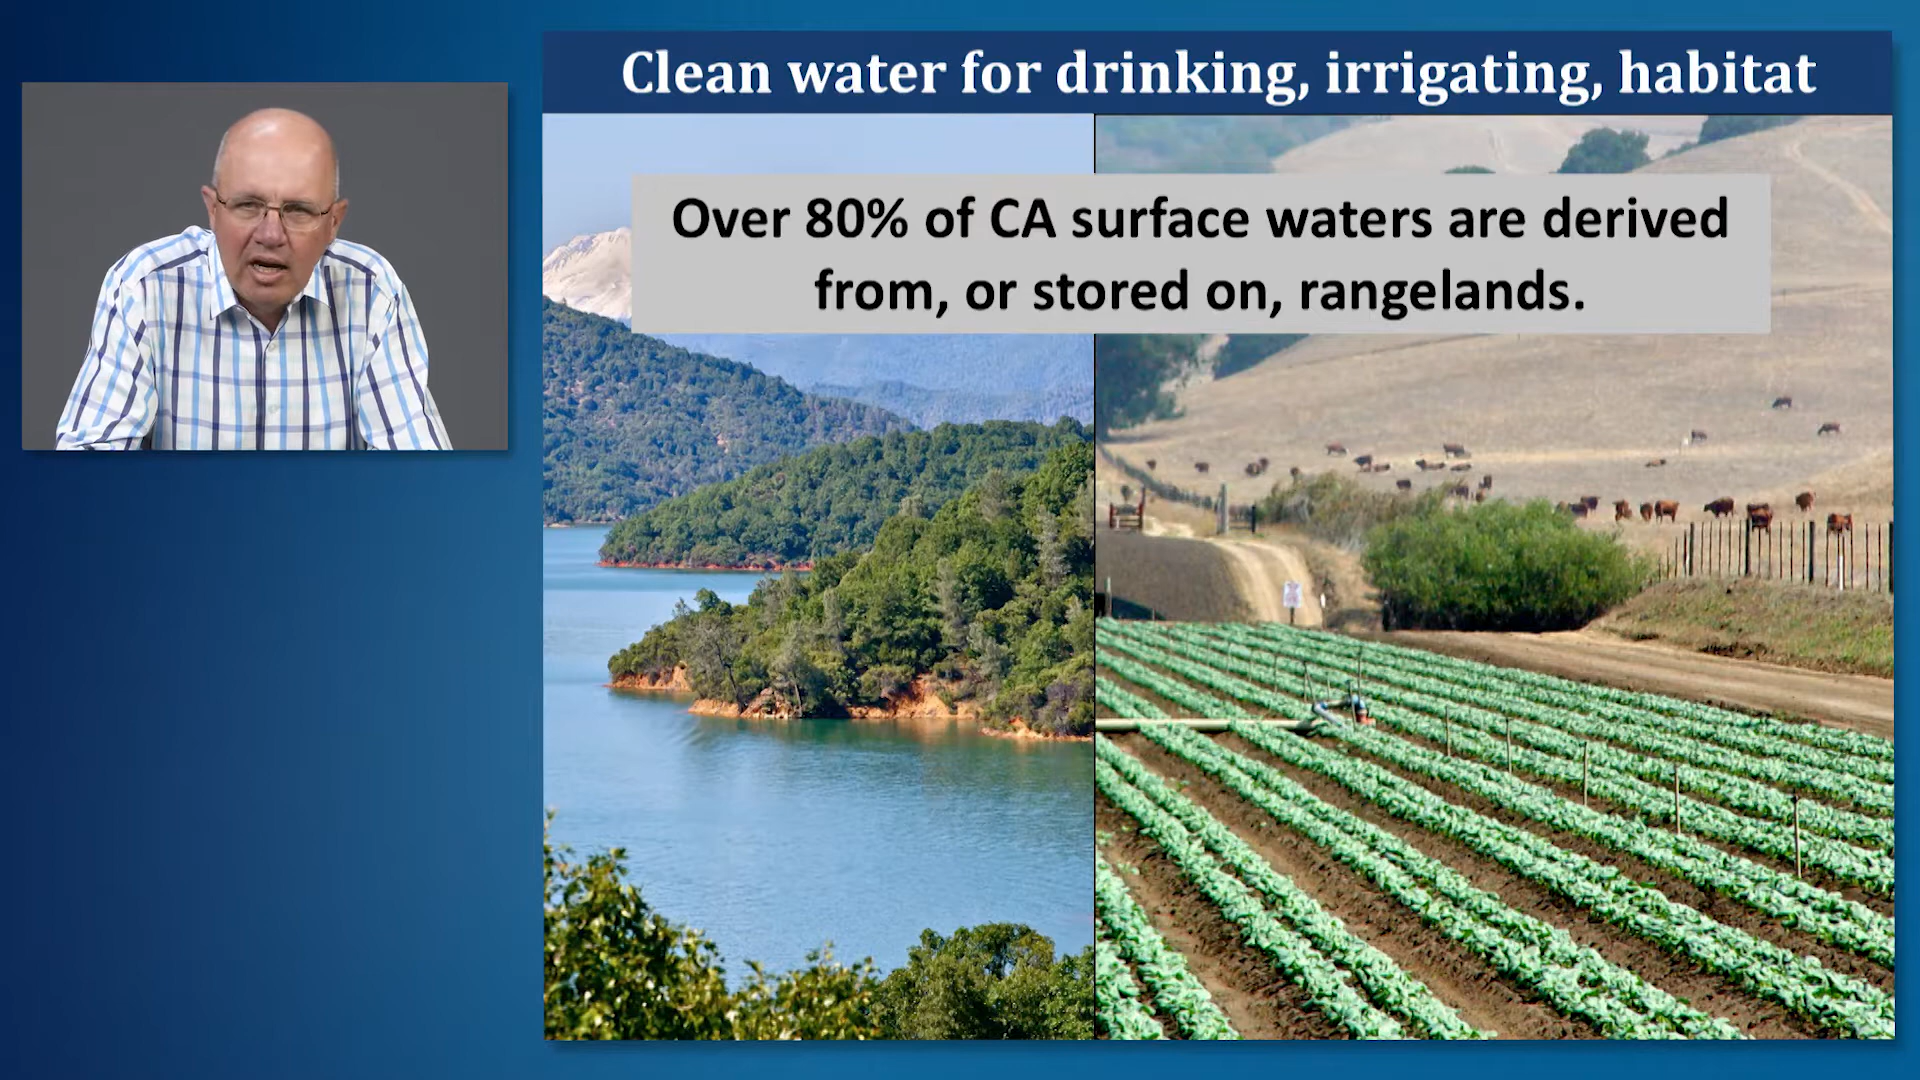 Clean water for drinking, irrigating, habitat
Over 80% of CA surface waters are derived
from, or stored on, rangelands.